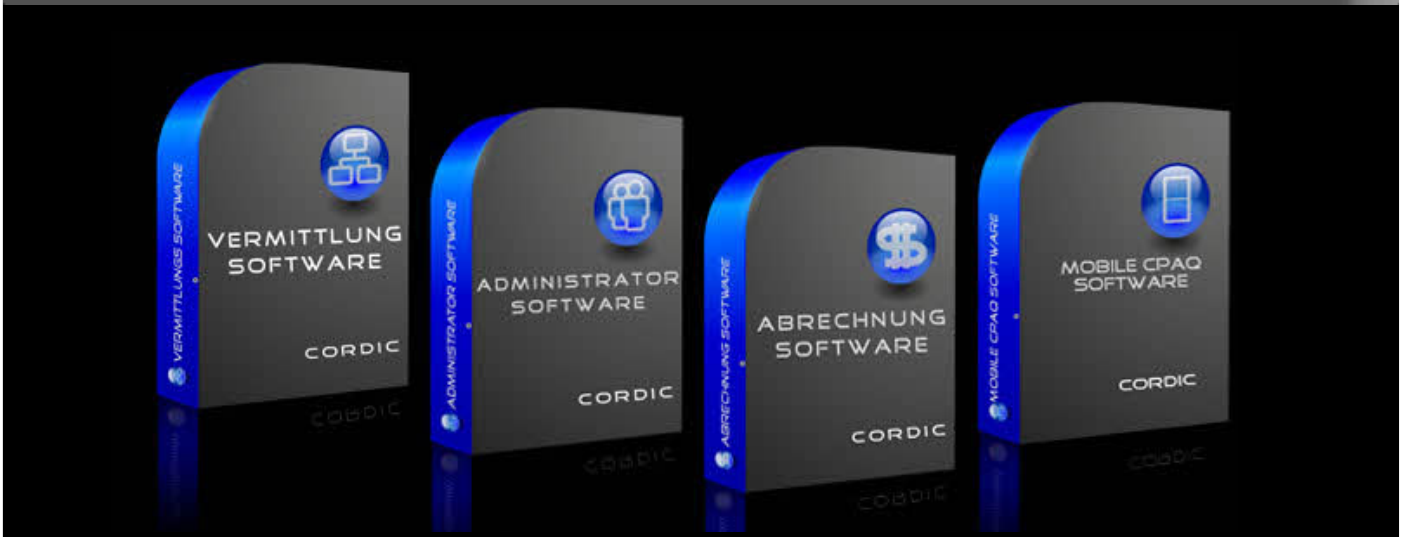 VERMITTLUNGS SOFTWARE
VERMITTLUNG
SOFTWARE
CORDIC
ADMINISTRATOR SOFTWARE
ADMINISTRATOR
SOFTWARE
CORDIC
ABRECHNUNG SOFTWARE
ABRECHNUNG
SOFTWARE
CORDIC
MOBILE CPAQ SOFTWARE
MOBILE CPAQ
SOFTWARE
CORDIC